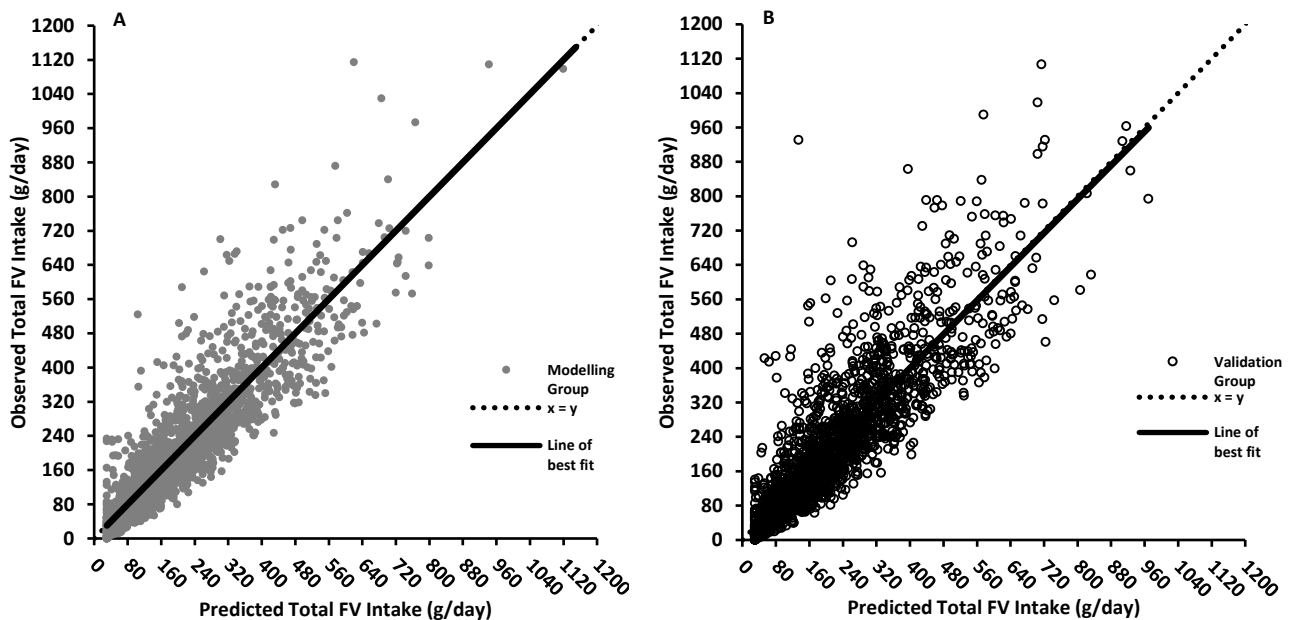 A
Observed Total FV Intake (g/day)
1200
1120
1040
960
880
800
720
640
560
480
400
320
240
160
80
0
0 80 160 240 320 400 480 560 640 720 800 880 960 1040 1120 1200
Predicted Total FV Intake (g/day)
Modelling
Group
x = y
Line of
best fit
B
Observed Total FV Intake (g/day)
1200
1120
1040
960
880
800
720
640
560
480
400
320
240
160
80
0
0 80 160 240 320 400 480 560 640 720 800 880 960 1040 1120 1200
Predicted Total FV Intake (g/day)
Validation
Group
x = y
Line of
best fit